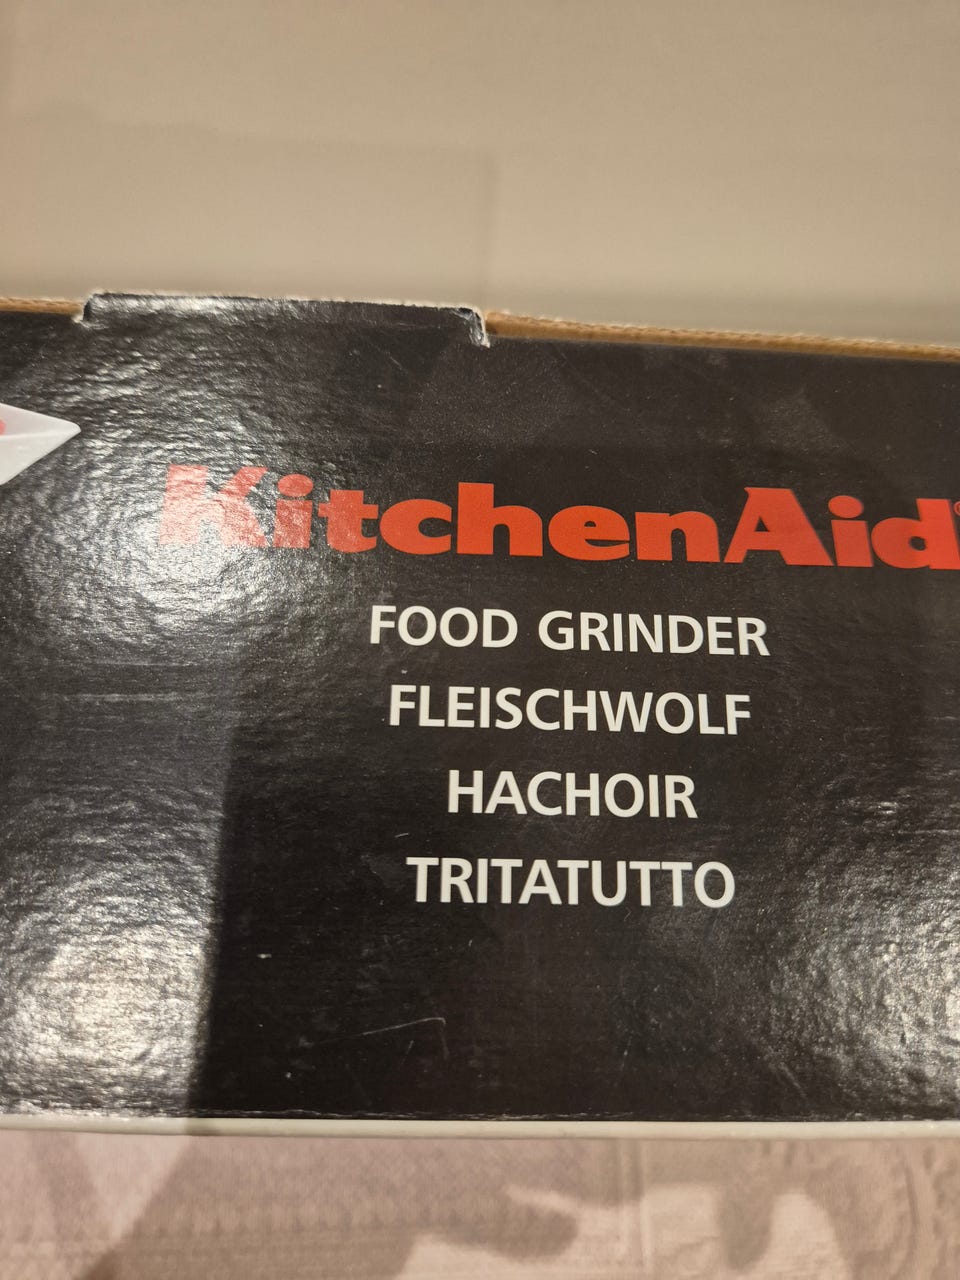 KitchenAid
FOOD GRINDER
FLEISCHWOLF
HACHOIR
TRITATUTTO